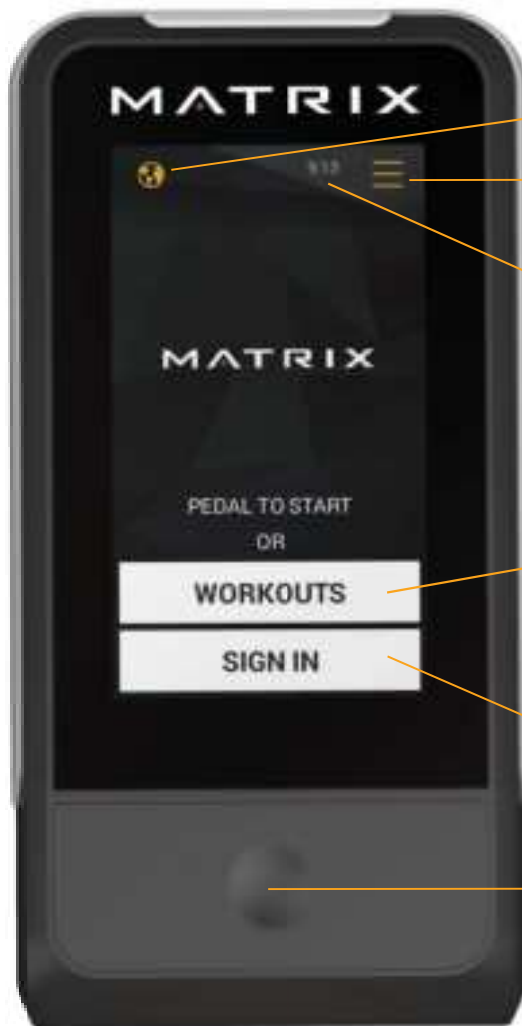 MATRIX
MATRIX
PEDAL TO START
OR
WORKOUTS
SIGN IN